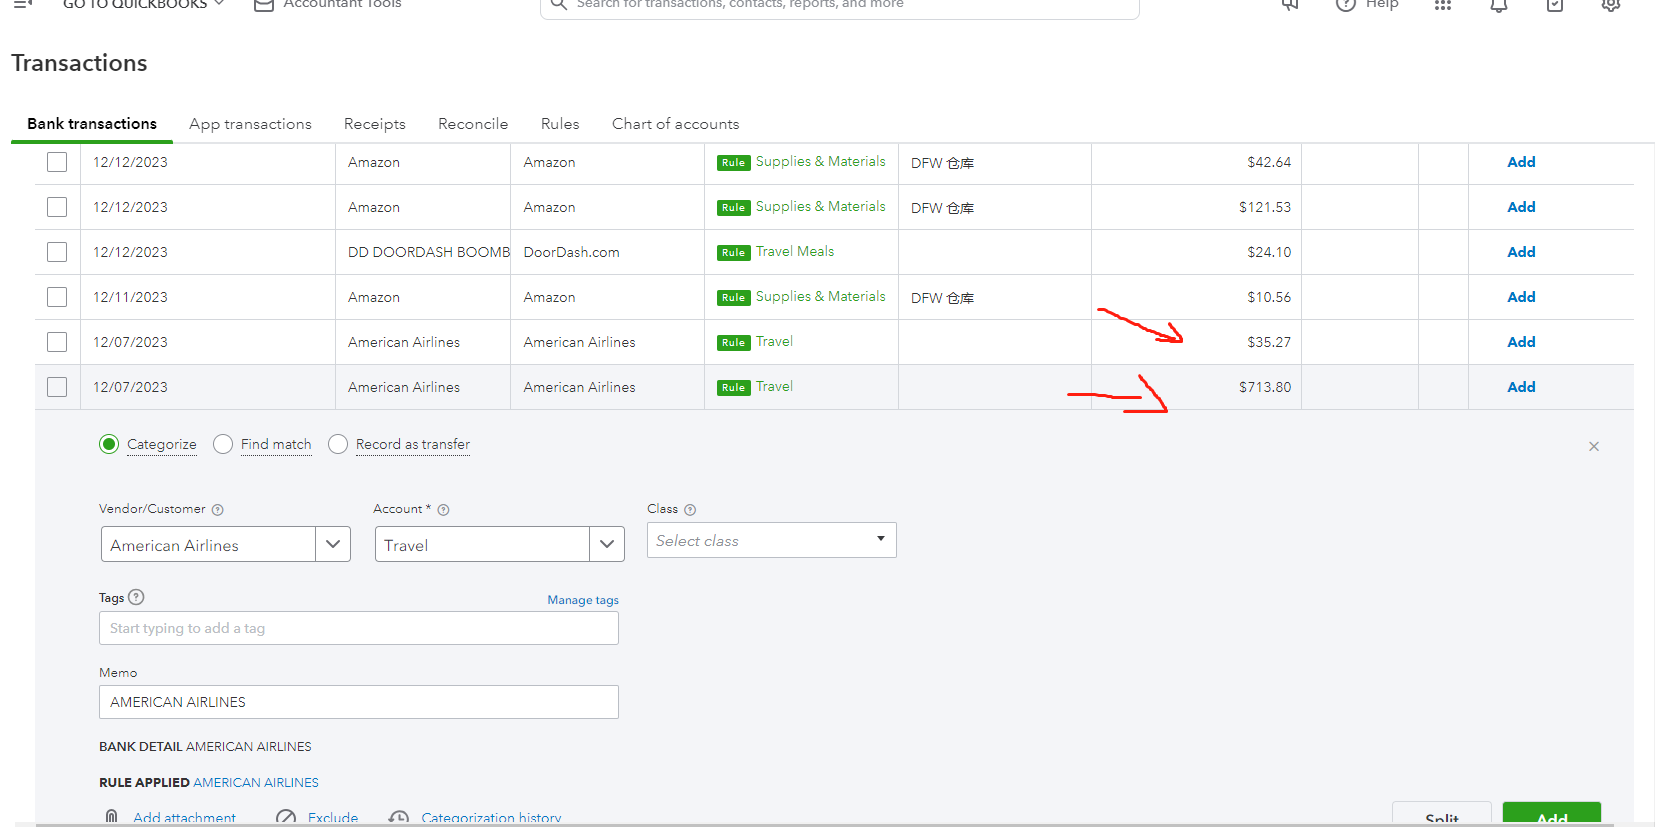 GO TO QUICKBOOKS Accountant Tools Search for transactions, contacts, reports, and more Help
Transactions
Bank transactions App transactions Receipts Reconcile Rules Chart of accounts
12/12/2023 Amazon Amazon Rule Supplies & Materials DFW 仓库 $42.64 Add
12/12/2023 Amazon Amazon Rule Supplies & Materials DFW 仓库 $121.53 Add
12/12/2023 DD DOORDASH BOOMB DoorDash.com Rule Travel Meals $24.10 Add
12/11/2023 Amazon Amazon Rule Supplies & Materials DFW 仓库 $10.56 Add
12/07/2023 American Airlines American Airlines Rule Travel $35.27 Add
12/07/2023 American Airlines American Airlines Rule Travel $713.80 Add
Categorize Find match Record as transfer
Vendor/Customer Account * Class
American Airlines Travel Select class
Tags Manage tags
Start typing to add a tag
Memo
AMERICAN AIRLINES
BANK DETAIL AMERICAN AIRLINES
RULE APPLIED AMERICAN AIRLINES
Add attachment Exclude Categorization history Split Add